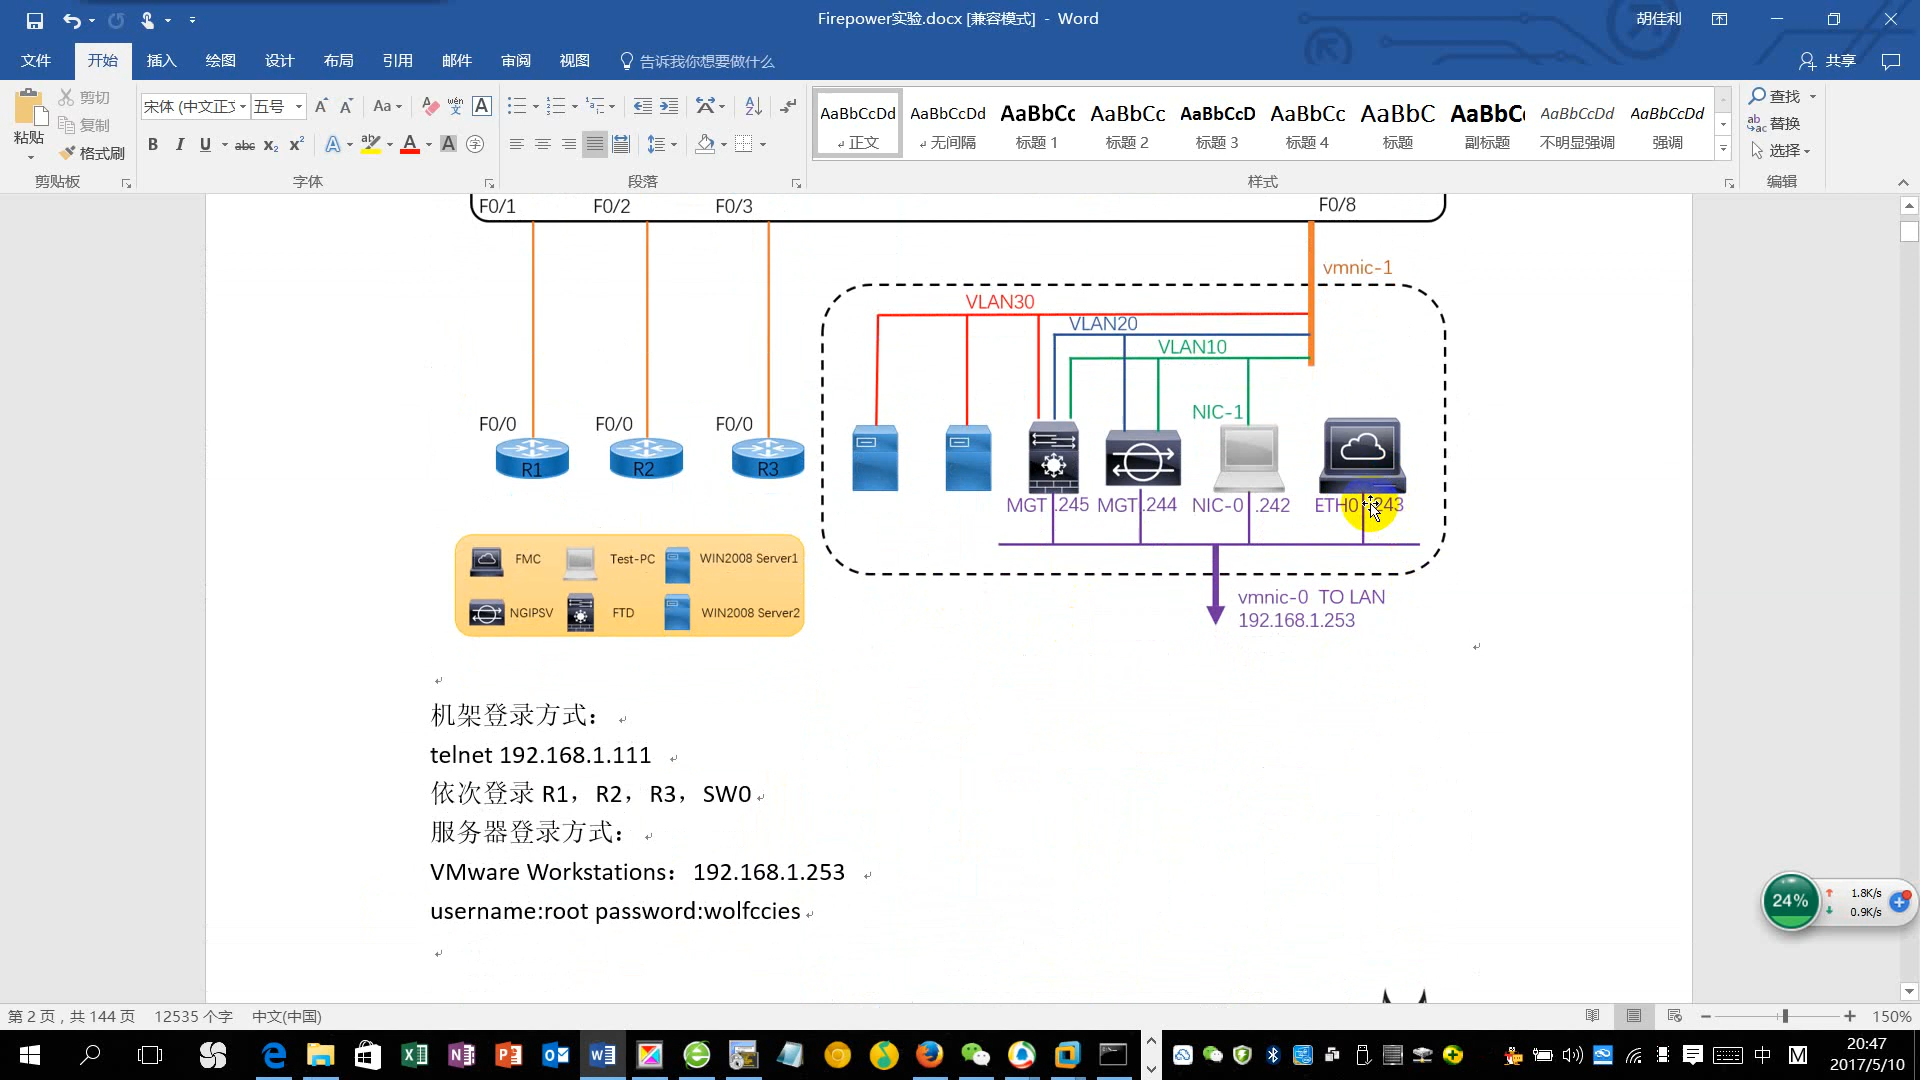 Firepower实验.docx [兼容模式] - Word
胡佳利
文件 开始 插入 绘图 设计 布局 引用 邮件 审阅 视图 告诉我你想要做什么 共享
粘贴
剪切
复制
格式刷
剪贴板
宋体 (中文正文 五号
字体
段落
AaBbCcDd AaBbCcDd AaBbCc AaBbCc AaBbCcD AaBbCc AaBbC AaBbC AaBbCcDd AaBbCcDd
正文 无间隔 标题 1 标题 2 标题 3 标题 4 标题 副标题 不明显强调 强调
样式
查找
替换
选择
编辑
F0/1 F0/2 F0/3 F0/8
vmnic-1
VLAN30
VLAN20
VLAN10
NIC-1
F0/0 F0/0 F0/0
R1 R2 R3
MGT .245 MGT .244 NIC-0 .242 ETH0 .243
FMC Test-PC WIN2008 Server1
NGIPSV FTD WIN2008 Server2
vmnic-0 TO LAN
192.168.1.253
机架登录方式：
telnet 192.168.1.111
依次登录 R1，R2，R3，SW0
服务器登录方式：
VMware Workstations：192.168.1.253
username:root password:wolfccies
24% 1.8K/s
0.9K/s
第 2 页，共 144 页 12535 个字 中文(中国) 150%
中 M
20:47
2017/5/10